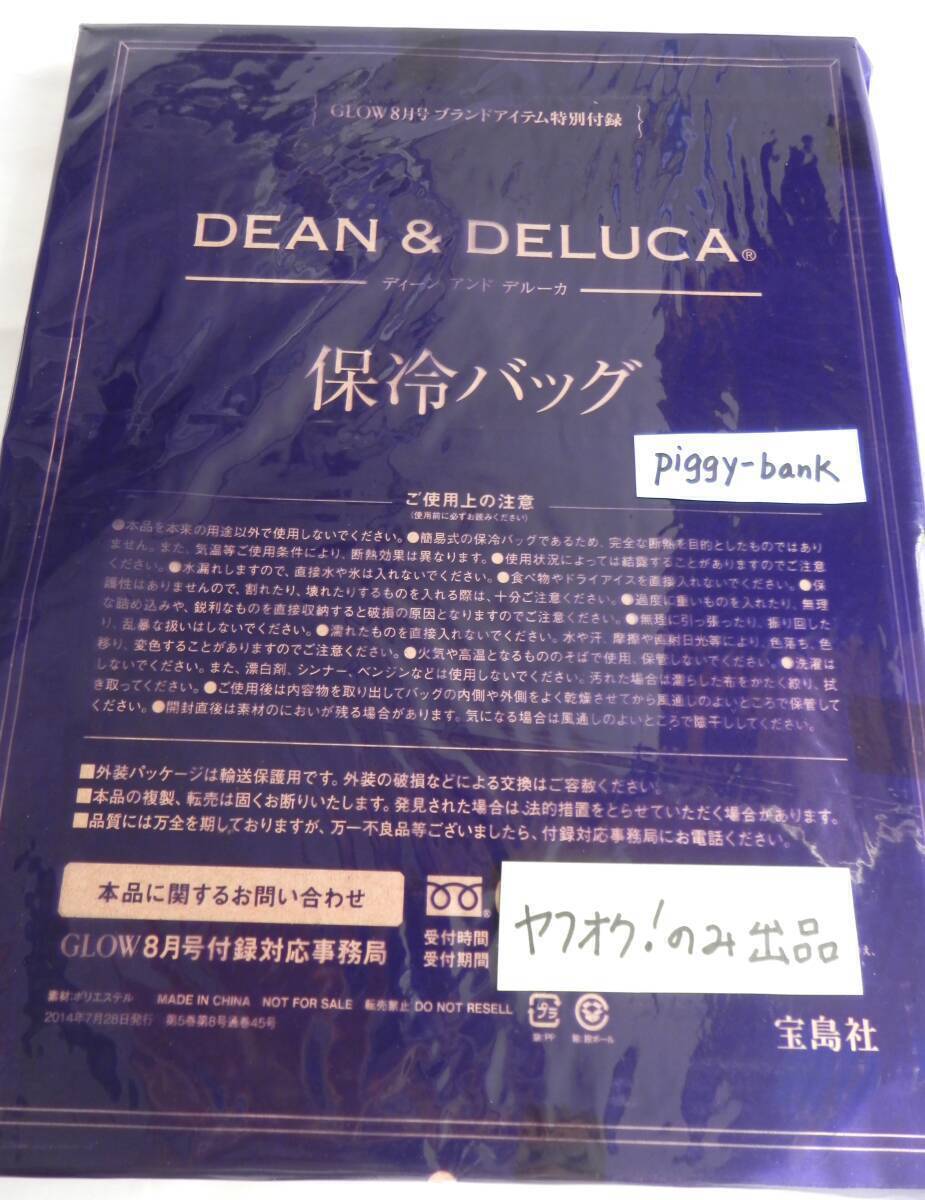 GLOW8月号 ブランドアイテム特別付録
DEAN & DELUCA®
ディーン アンド デルーカ
保冷バッグ
piggy-bank
ご使用上の注意
(使用前に必ずお読みください)
●本品を本来の用途以外で使用しないでください。●簡易式の保冷バッグであるため、完全な断熱を目的としたものではあり
ません。また、気温等ご使用条件により、断熱効果は異なります。●使用状況によっては結露することがありますのでご注意
ください。●水漏れしますので、直接水や氷は入れないでください。●食べ物やドライアイスを直接入れないでください。●保
護性はありませんので、割れたり、壊れたりするものを入れる際は、十分ご注意ください。●過度に重いものを入れたり、無理
な詰め込みや、鋭利なものを直接収納すると破損の原因となりますのでご注意ください。●無理に引っ張ったり、振り回した
り、乱暴な扱いはしないでください。●濡れたものを直接入れないでください。水や汗、摩擦や直射日光等により、色落ち、色
移り、変色することがありますのでご注意ください。●火気や高温となるもののそばで使用、保管しないでください。●洗濯は
しないでください。また、漂白剤、シンナー、ベンジンなどは使用しないでください。汚れた場合は濡らした布をかたく絞り、拭
き取ってください。●ご使用後は内容物を取り出してバッグの内側や外側をよく乾燥させてから風通しのよいところで保管して
ください。●開封直後は素材のにおいが残る場合があります。気になる場合は風通しのよいところで陰干ししてください。
■外装パッケージは輸送保護用です。外装の破損などによる交換はご容赦ください。
■本品の複製、転売は固くお断りいたします。発見された場合は、法的措置をとらせていただく場合があります。
■品質には万全を期しておりますが、万一不良品等ございましたら、付録対応事務局にお電話ください。
本品に関するお問い合わせ
GLOW8月号付録対応事務局
受付時間
受付期間
ヤフオク!のみ出品
素材:ポリエステル MADE IN CHINA NOT FOR SALE 転売禁止 DO NOT RESELL
2014年7月28日発行 第5巻第8号通巻45号
プラ
袋:PP
箱:段ボール
宝島社